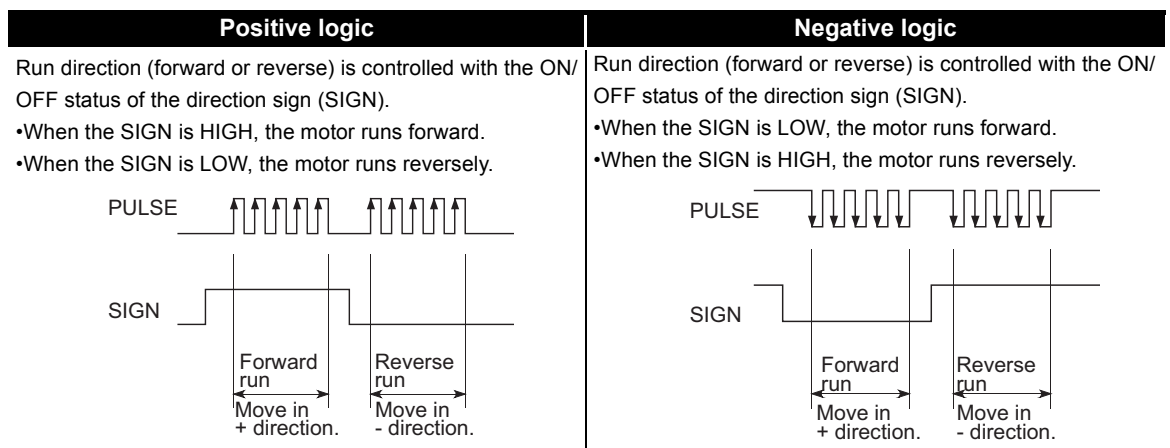 Positive logic
Run direction (forward or reverse) is controlled with the ON/
OFF status of the direction sign (SIGN).
•When the SIGN is HIGH, the motor runs forward.
•When the SIGN is LOW, the motor runs reversely.
PULSE
SIGN
Forward
run
Reverse
run
Move in
+ direction.
Move in
- direction.
Negative logic
Run direction (forward or reverse) is controlled with the ON/
OFF status of the direction sign (SIGN).
•When the SIGN is LOW, the motor runs forward.
•When the SIGN is HIGH, the motor runs reversely.
PULSE
SIGN
Forward
run
Reverse
run
Move in
+ direction.
Move in
- direction.